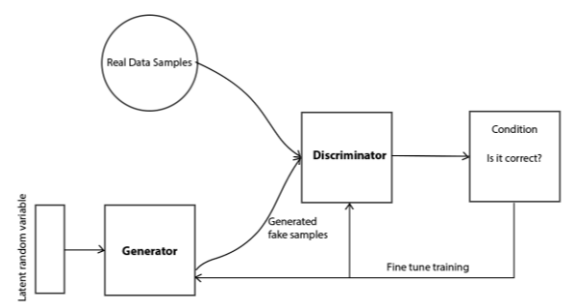 Real Data Samples
Condition
Is it correct?
Discriminator
Latent random variable
Generator
Generated
fake samples
Fine tune training